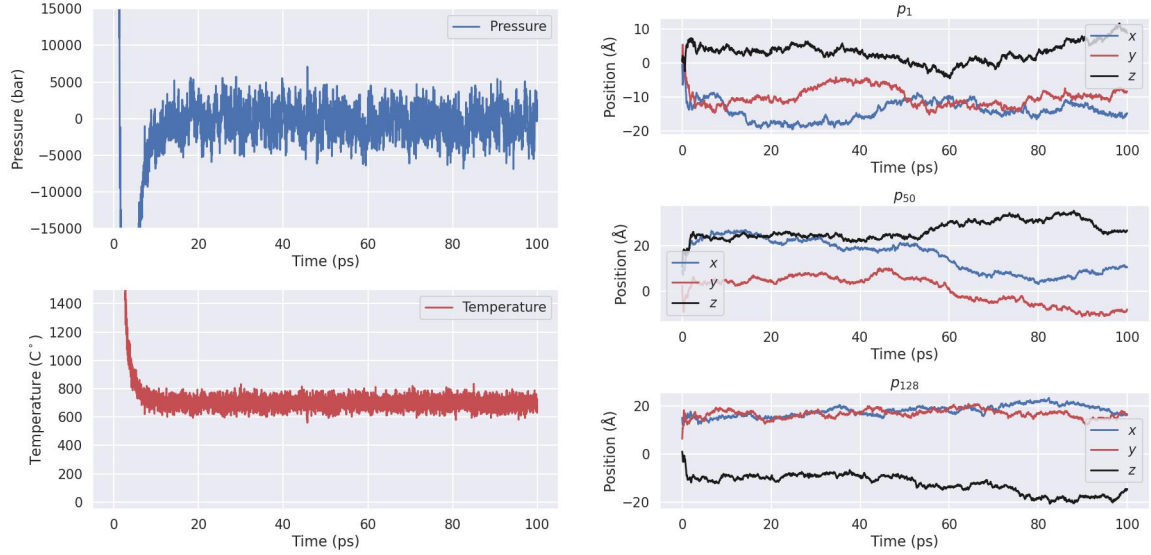 15000
10000
5000
0
−5000
−10000
−15000
Pressure (bar)
Pressure
0
20
40
60
80
100
Time (ps)
1400
1200
1000
800
600
400
200
0
Temperature (C°)
Temperature
0
20
40
60
80
100
Time (ps)
p₁
10
0
−10
−20
Position (Å)
x
y
z
0
20
40
60
80
100
Time (ps)
p₅₀
20
0
Position (Å)
x
y
z
0
20
40
60
80
100
Time (ps)
p₁₂₈
20
0
−20
Position (Å)
x
y
z
0
20
40
60
80
100
Time (ps)